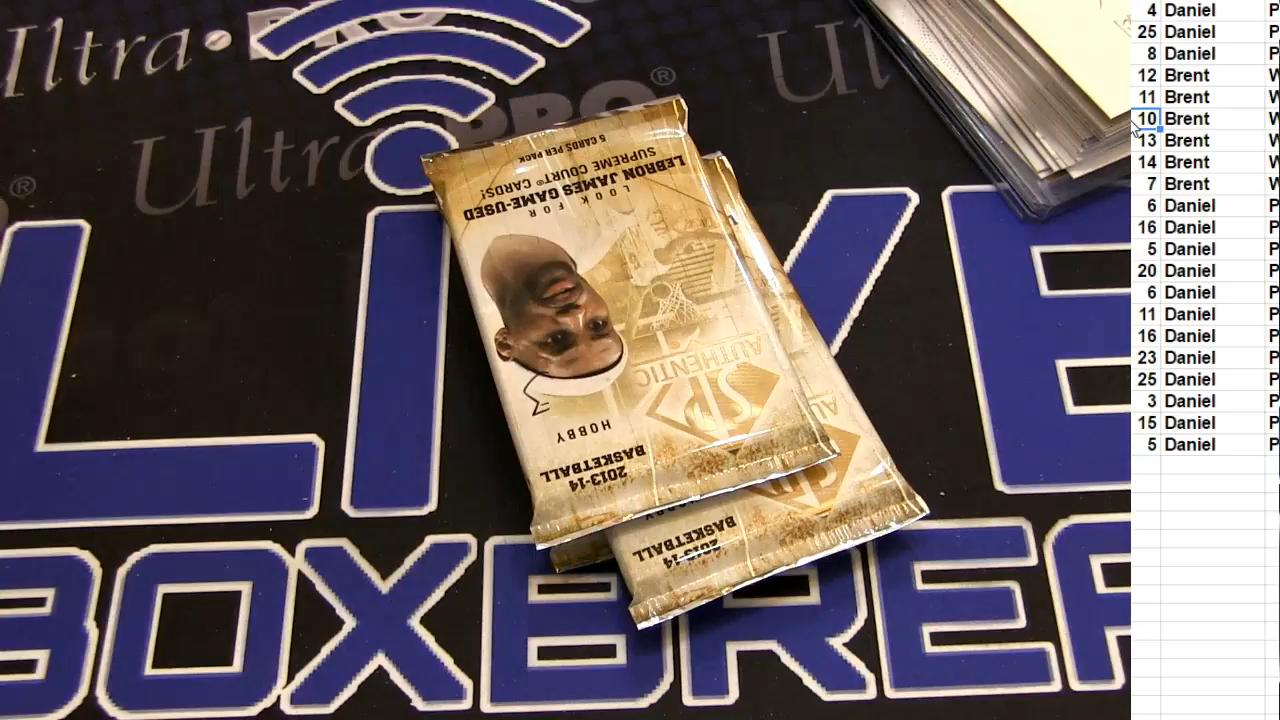 Ultra PRO®
Ultra PRO®
Ul
®
LIVE
BOXBREA
5 CARDS PER PACK
SUPREME COURT® CARDS!
LEBRON JAMES GAME-USED
LOOK FOR
SP
AUTHENTIC
HOBBY
2013-14
BASKETBALL
HOBBY
2013-14
BASKETBALL
4 Daniel P
25 Daniel P
8 Daniel P
12 Brent W
11 Brent W
10 Brent W
13 Brent W
14 Brent W
7 Brent W
6 Daniel P
16 Daniel P
5 Daniel P
20 Daniel P
6 Daniel P
11 Daniel P
16 Daniel P
23 Daniel P
25 Daniel P
3 Daniel P
15 Daniel P
5 Daniel P